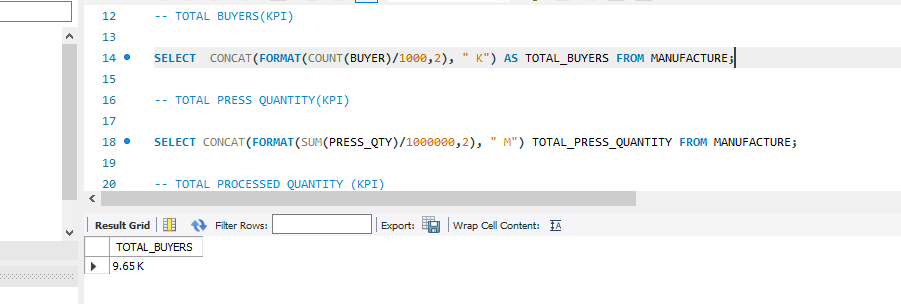 12 -- TOTAL BUYERS(KPI)
13
14 SELECT  CONCAT(FORMAT(COUNT(BUYER)/1000,2), " K") AS TOTAL_BUYERS FROM MANUFACTURE;
15
16 -- TOTAL PRESS QUANTITY(KPI)
17
18 SELECT CONCAT(FORMAT(SUM(PRESS_QTY)/1000000,2), " M") TOTAL_PRESS_QUANTITY FROM MANUFACTURE;
19
20 -- TOTAL PROCESSED QUANTITY (KPI)
Result Grid Filter Rows: Export: Wrap Cell Content: IA
TOTAL_BUYERS
9.65 K